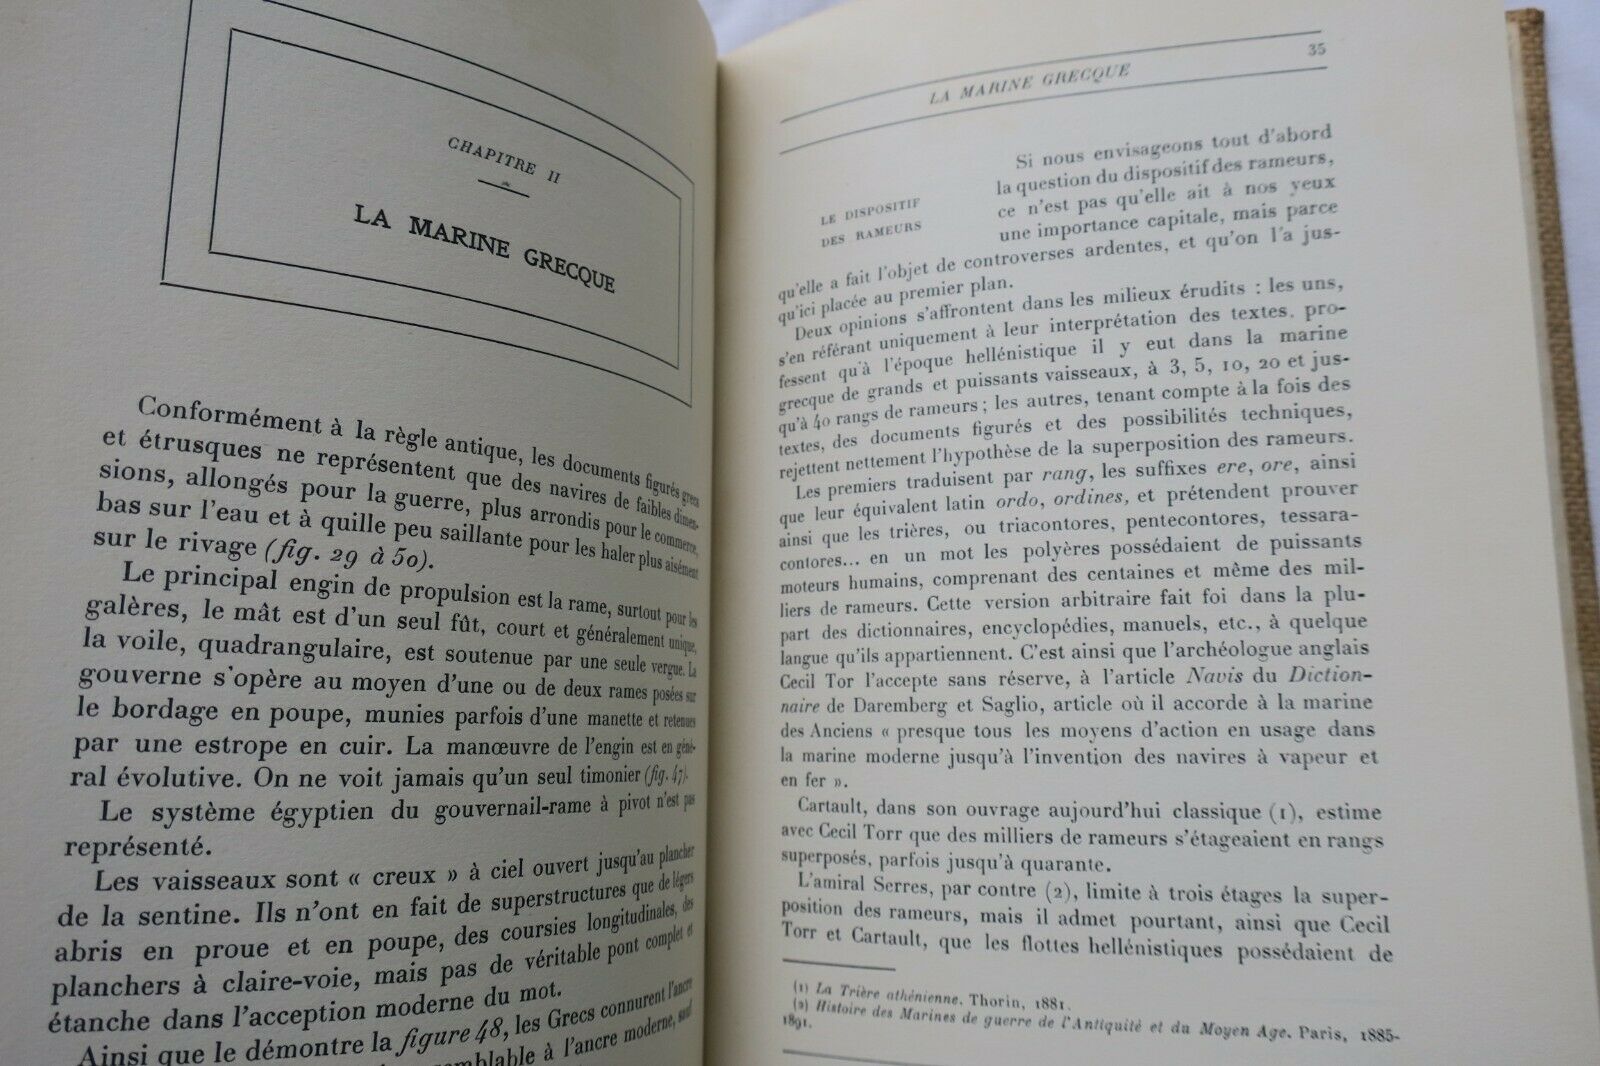 CHAPITRE II
LA MARINE GRECQUE
Conformément à la règle antique, les documents figurés grecs
et étrusques ne représentent que des navires de faibles dimen-
sions, allongés pour la guerre, plus arrondis pour le commerce,
bas sur l'eau et à quille peu saillante pour les haler plus aisément
sur le rivage (fig. 29 à 50).
Le principal engin de propulsion est la rame, surtout pour les
galères, le mât est d'un seul fût, court et généralement unique,
la voile, quadrangulaire, est soutenue par une seule vergue. La
gouverne s'opère au moyen d'une ou de deux rames posées sur
le bordage en poupe, munies parfois d'une manette et retenues
par une estrope en cuir. La manœuvre de l'engin est en géné-
ral évolutive. On ne voit jamais qu'un seul timonier (fig. 47).
Le système égyptien du gouvernail-rame à pivot n'est pas
représenté.
Les vaisseaux sont « creux » à ciel ouvert jusqu'au plancher
de la sentine. Ils n'ont en fait de superstructures que de légers
abris en proue et en poupe, des coursies longitudinales, des
planchers à claire-voie, mais pas de véritable pont complet et
étanche dans l'acception moderne du mot.
Ainsi que le démontre la figure 48, les Grecs connurent l'ancre
à l'ancre moderne, sauf
LA MARINE GRECQUE
35
LE DISPOSITIF
DES RAMEURS
Si nous envisageons tout d'abord
la question du dispositif des rameurs,
ce n'est pas qu'elle ait à nos yeux
une importance capitale, mais parce
qu'elle a fait l'objet de controverses ardentes, et qu'on l'a jus-
qu'ici placée au premier plan.
Deux opinions s'affrontent dans les milieux érudits : les uns,
s'en référant uniquement à leur interprétation des textes, pro-
fessent qu'à l'époque hellénistique il y eut dans la marine
grecque de grands et puissants vaisseaux, à 3, 5, 10, 20 et jus-
qu'à 40 rangs de rameurs ; les autres, tenant compte à la fois des
textes, des documents figurés et des possibilités techniques,
rejettent nettement l'hypothèse de la superposition des rameurs.
Les premiers traduisent par rang, les suffixes ere, ore, ainsi
que leur équivalent latin ordo, ordines, et prétendent prouver
ainsi que les trières, ou triacontores, pentecontores, tessara-
contores... en un mot les polyères possédaient de puissants
moteurs humains, comprenant des centaines et même des mil-
liers de rameurs. Cette version arbitraire fait foi dans la plu-
part des dictionnaires, encyclopédies, manuels, etc., à quelque
langue qu'ils appartiennent. C'est ainsi que l'archéologue anglais
Cecil Tor l'accepte sans réserve, à l'article Navis du Diction-
naire de Daremberg et Saglio, article où il accorde à la marine
des Anciens « presque tous les moyens d'action en usage dans
la marine moderne jusqu'à l'invention des navires à vapeur et
en fer ».
Cartault, dans son ouvrage aujourd'hui classique (1), estime
avec Cecil Torr que des milliers de rameurs s'étageaient en rangs
superposés, parfois jusqu'à quarante.
L'amiral Serres, par contre (2), limite à trois étages la super-
position des rameurs, mais il admet pourtant, ainsi que Cecil
Torr et Cartault, que les flottes hellénistiques possédaient de
(1) La Trière athénienne. Thorin, 1881.
(2) Histoire des Marines de guerre de l'Antiquité et du Moyen Age. Paris, 1885-
1891.